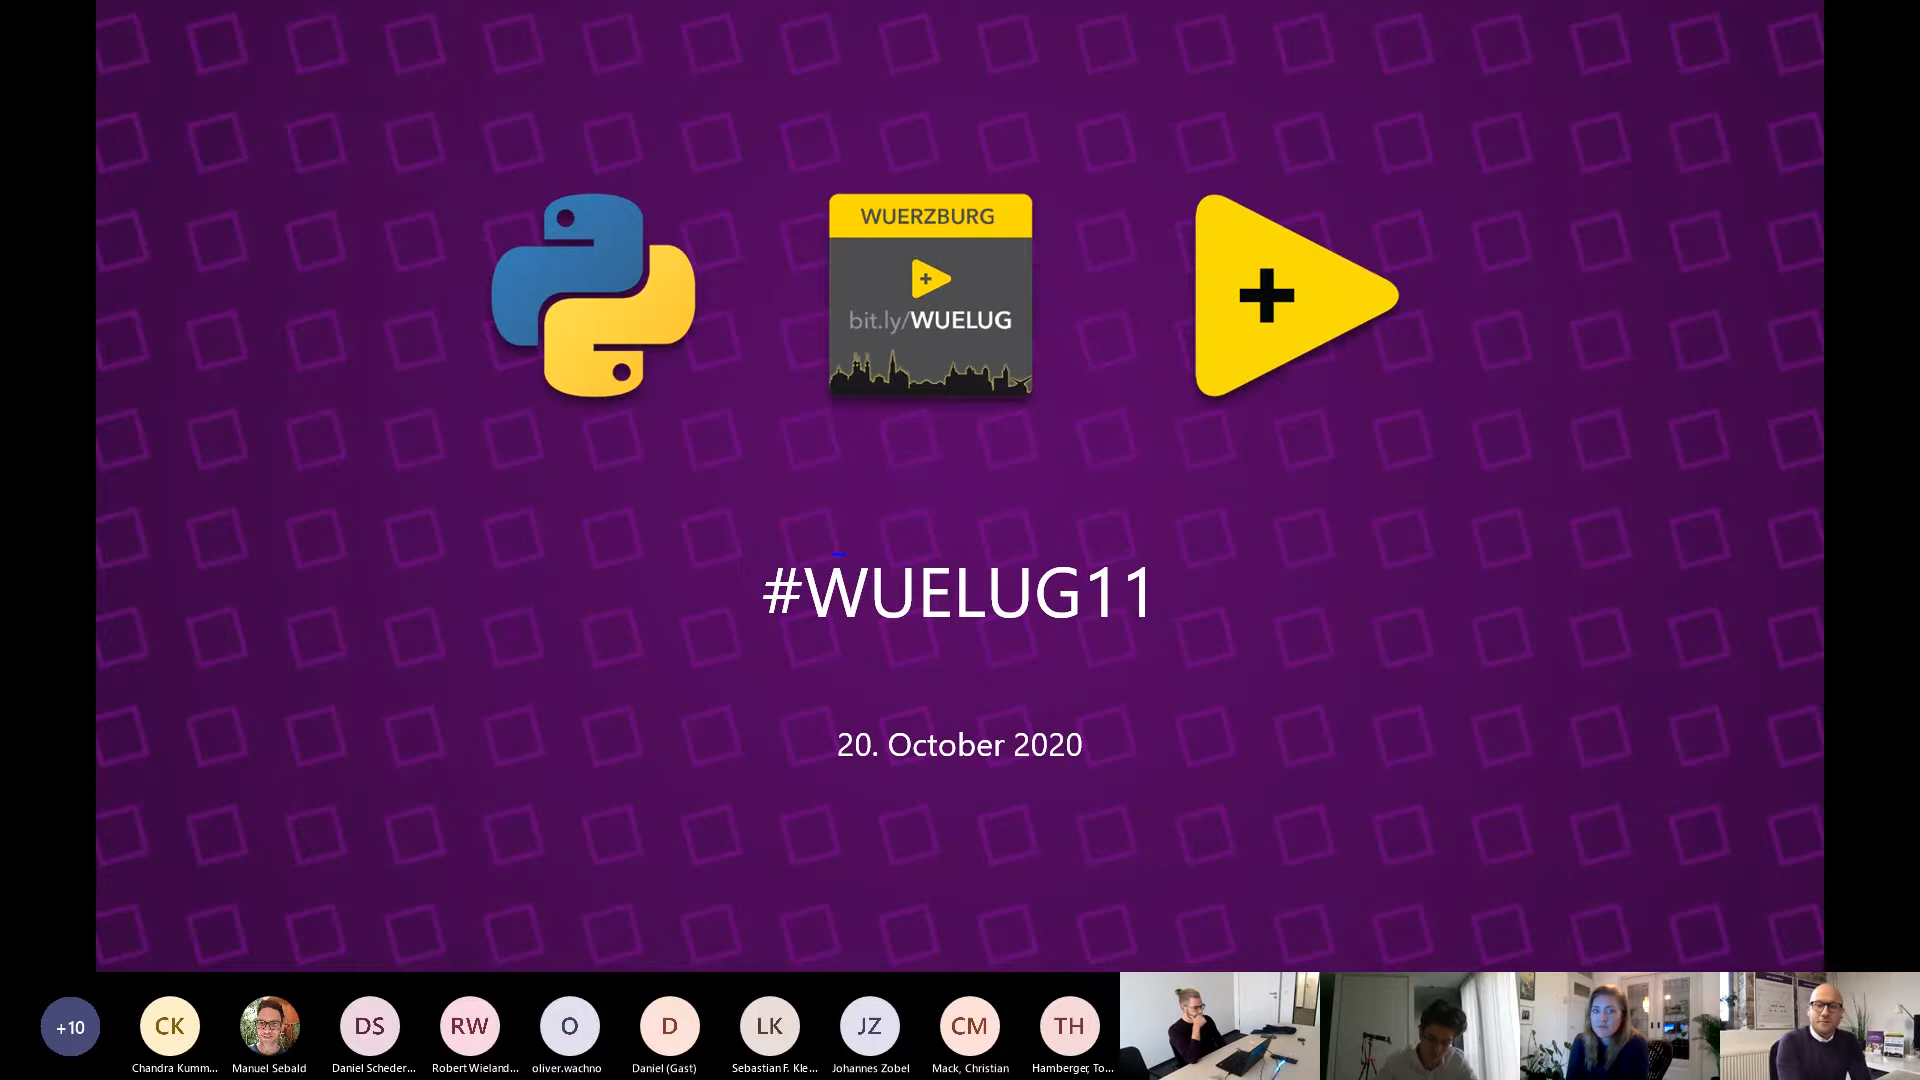 WUERZBURG
bit.ly/WUELUG
#WUELUG11
20. October 2020
+10
CK
DS
RW
O
D
LK
JZ
CM
TH
Chandra Kumm...
Manuel Sebald
Daniel Scheder...
Robert Wieland...
oliver.wachno
Daniel (Gast)
Sebastian F. Kle...
Johannes Zobel
Mack, Christian
Hamberger, To...